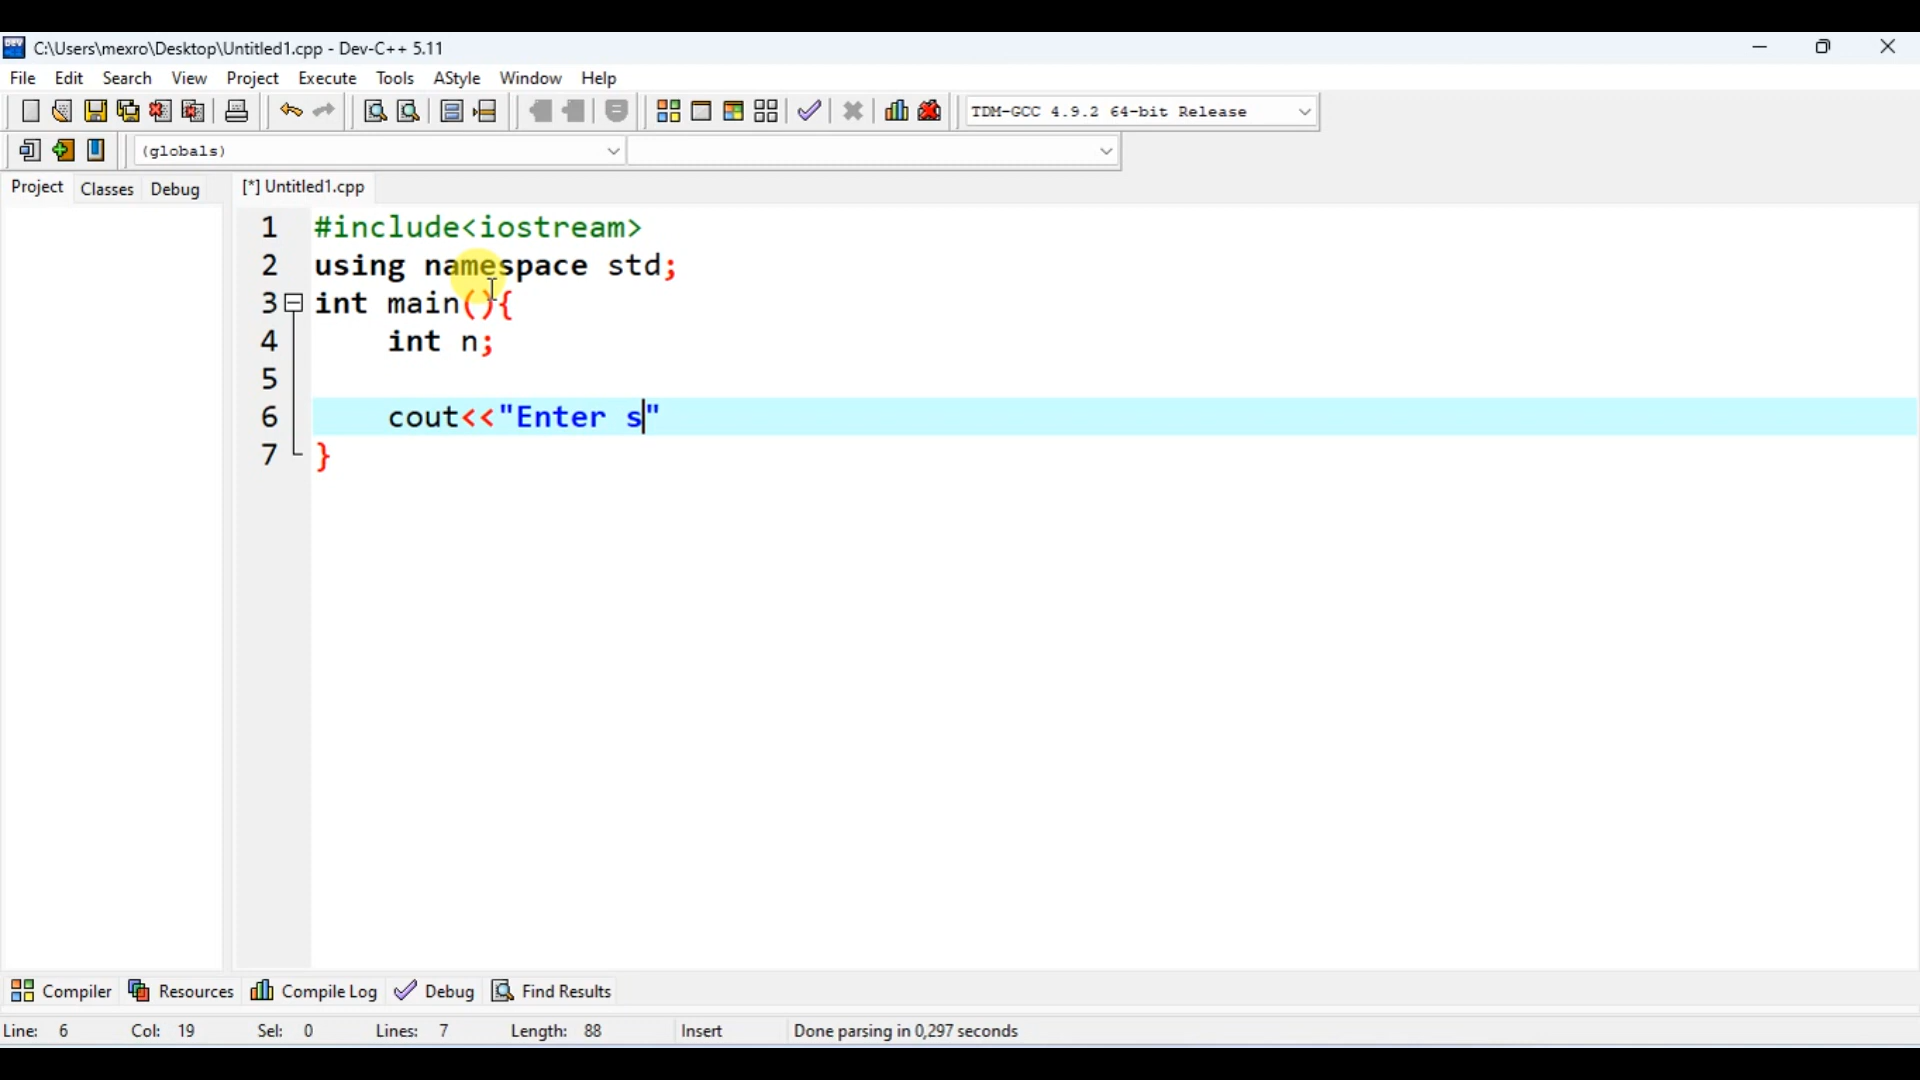 C:\Users\mexro\Desktop\Untitled1.cpp - Dev-C++ 5.11
File Edit Search View Project Execute Tools AStyle Window Help
TDM-GCC 4.9.2 64-bit Release
(globals)
Project Classes Debug [*] Untitled1.cpp
1 #include<iostream>
2 using namespace std;
3 int main(){
4 int n;
5
6 cout<<"Enter s"
7 }
Compiler Resources Compile Log Debug Find Results
Line: 6 Col: 19 Sel: 0 Lines: 7 Length: 88 Insert Done parsing in 0,297 seconds